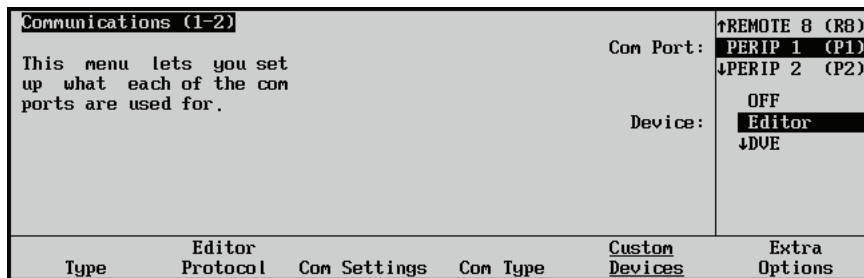 Communications (1-2)
This menu lets you set
up what each of the com
ports are used for.
Com Port:
↑REMOTE 8 (R8)
PERIP 1 (P1)
↓PERIP 2 (P2)
Device:
OFF
Editor
↓DVE
Type
Editor
Protocol
Com Settings
Com Type
Custom
Devices
Extra
Options